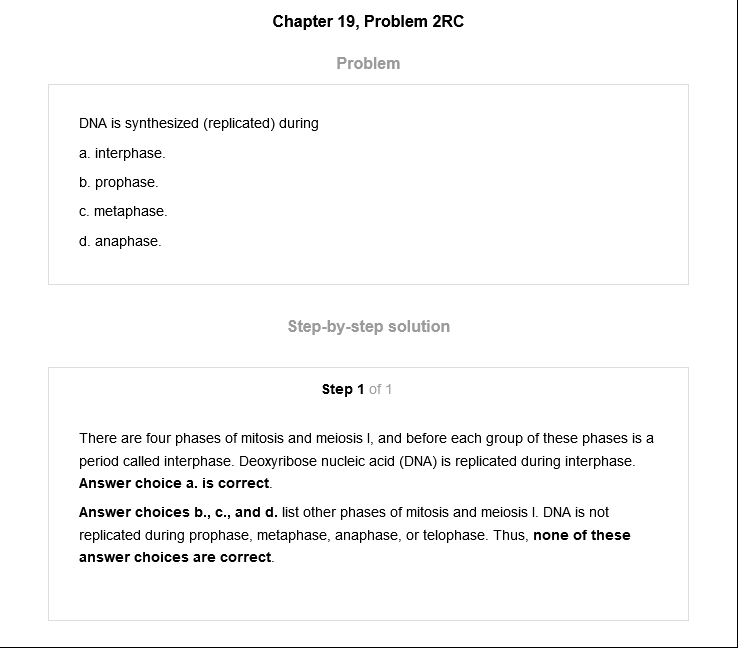 Chapter 19, Problem 2RC
Problem
DNA is synthesized (replicated) during
a. interphase.
b. prophase.
c. metaphase.
d. anaphase.
Step-by-step solution
Step 1 of 1
There are four phases of mitosis and meiosis I, and before each group of these phases is a
period called interphase. Deoxyribose nucleic acid (DNA) is replicated during interphase.
Answer choice a. is correct.
Answer choices b., c., and d. list other phases of mitosis and meiosis I. DNA is not
replicated during prophase, metaphase, anaphase, or telophase. Thus, none of these
answer choices are correct.